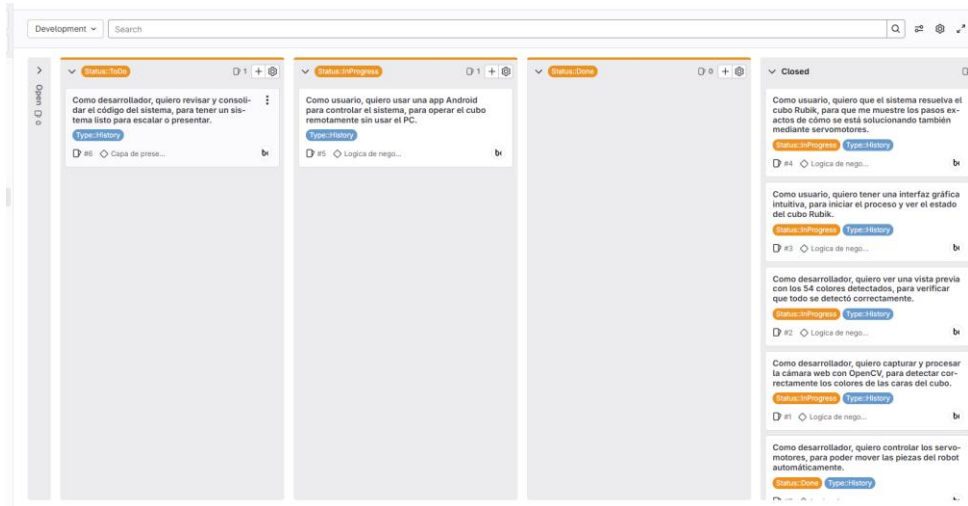 Development
Search
Open
0
Status::ToDo
1
Como desarrollador, quiero revisar y consoli-
dar el código del sistema, para tener un sis-
tema listo para escalar o presentar.
Type::History
#6 Capa de prese...
Status::InProgress
1
Como usuario, quiero usar una app Android
para controlar el sistema, para operar el cubo
remotamente sin usar el PC.
Type::History
#5 Logica de nego...
Status::Done
0
Closed
Como usuario, quiero que el sistema resuelva el
cubo Rubik, para que me muestre los pasos ex-
actos de cómo se está solucionando también
mediante servomotores.
Status::InProgress Type::History
#4 Logica de nego...
Como usuario, quiero tener una interfaz gráfica
intuitiva, para iniciar el proceso y ver el estado
del cubo Rubik.
Status::InProgress Type::History
#3 Logica de nego...
Como desarrollador, quiero ver una vista previa
con los 54 colores detectados, para verificar
que todo se detectó correctamente.
Status::InProgress Type::History
#2 Logica de nego...
Como desarrollador, quiero capturar y procesar
la cámara web con OpenCV, para detectar cor-
rectamente los colores de las caras del cubo.
Status::InProgress Type::History
#1 Logica de nego...
Como desarrollador, quiero controlar los servo-
motores, para poder mover las piezas del robot
automáticamente.
Status::Done Type::History